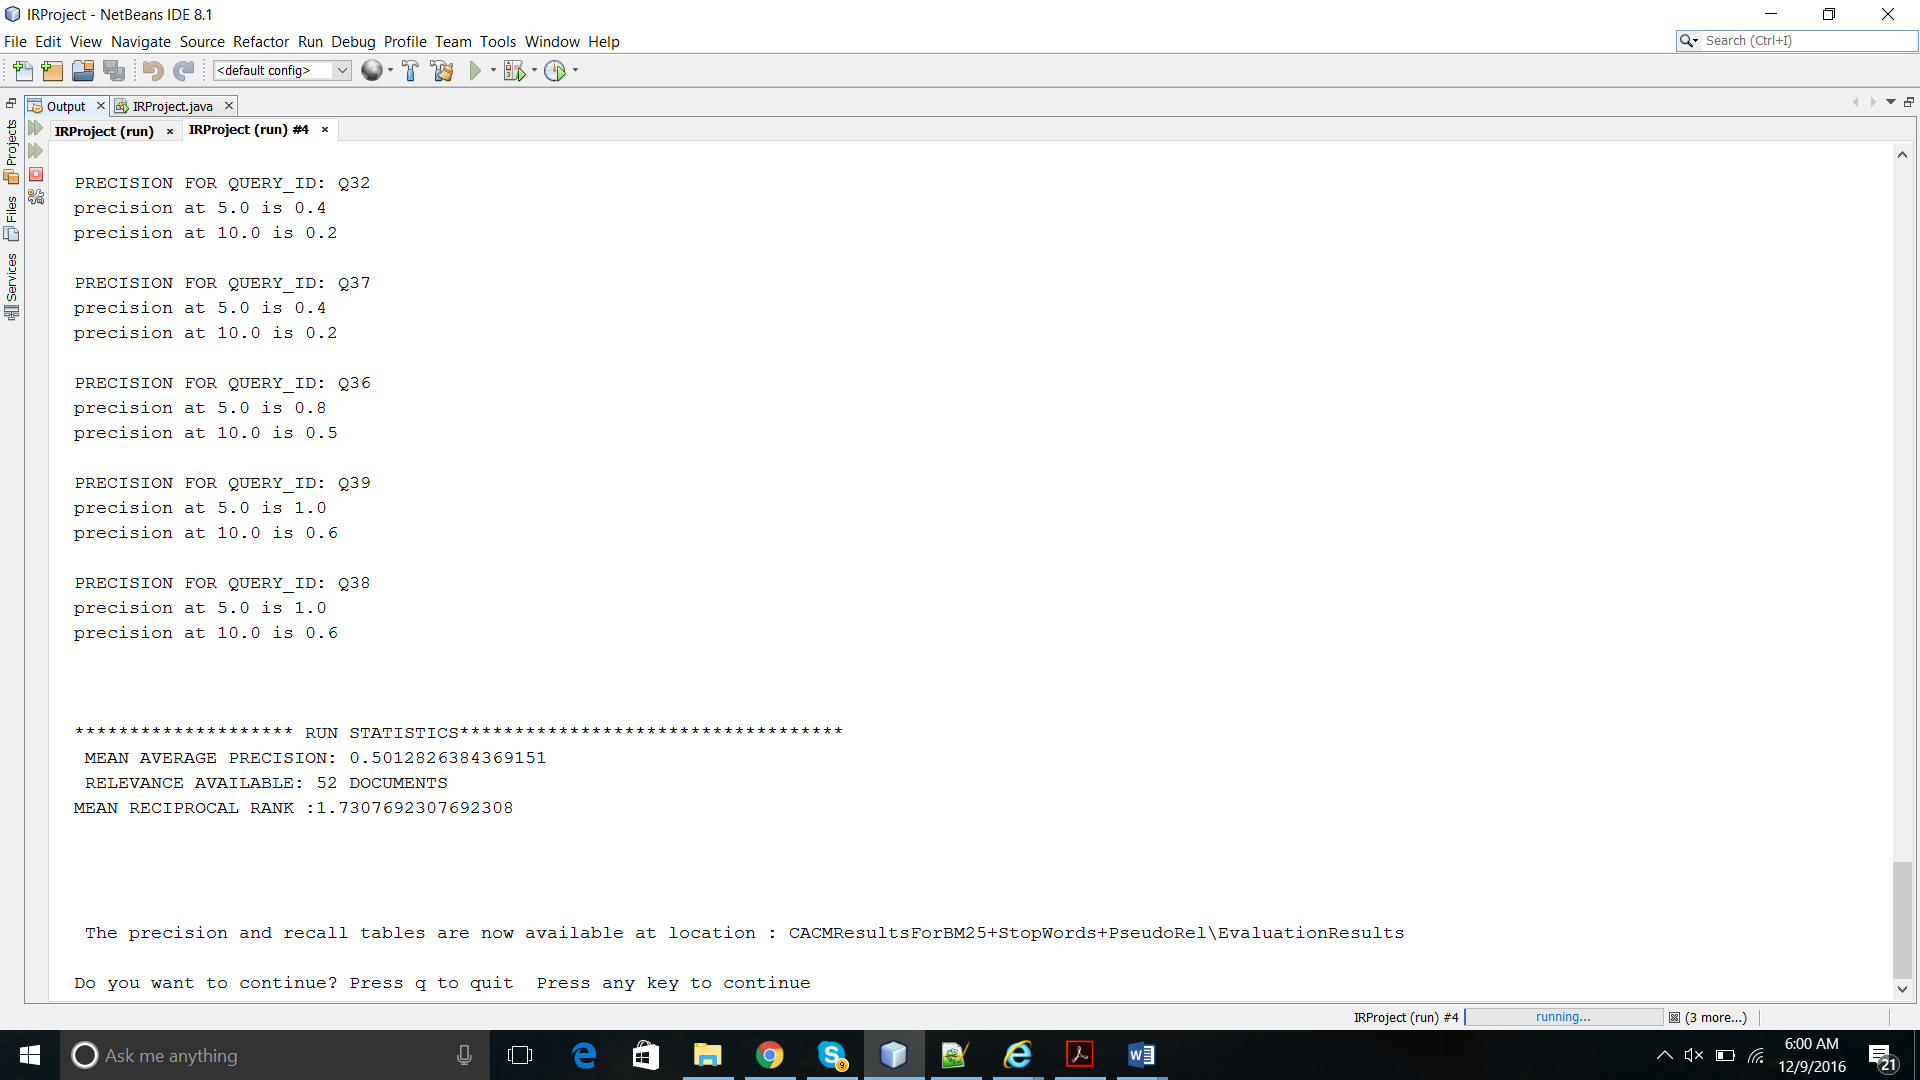 IRProject - NetBeans IDE 8.1
File Edit View Navigate Source Refactor Run Debug Profile Team Tools Window Help
Search (Ctrl+I)
<default config>
Output IRProject.java
IRProject (run) IRProject (run) #4
Projects
Files
Services
PRECISION FOR QUERY_ID: Q32
precision at 5.0 is 0.4
precision at 10.0 is 0.2
PRECISION FOR QUERY_ID: Q37
precision at 5.0 is 0.4
precision at 10.0 is 0.2
PRECISION FOR QUERY_ID: Q36
precision at 5.0 is 0.8
precision at 10.0 is 0.5
PRECISION FOR QUERY_ID: Q39
precision at 5.0 is 1.0
precision at 10.0 is 0.6
PRECISION FOR QUERY_ID: Q38
precision at 5.0 is 1.0
precision at 10.0 is 0.6
******************** RUN STATISTICS***********************************
MEAN AVERAGE PRECISION: 0.5012826384369151
RELEVANCE AVAILABLE: 52 DOCUMENTS
MEAN RECIPROCAL RANK :1.7307692307692308
The precision and recall tables are now available at location : CACMResultsForBM25+StopWords+PseudoRel\EvaluationResults
Do you want to continue? Press q to quit  Press any key to continue
IRProject (run) #4 running... (3 more...)
Ask me anything
9
6:00 AM
12/9/2016
21